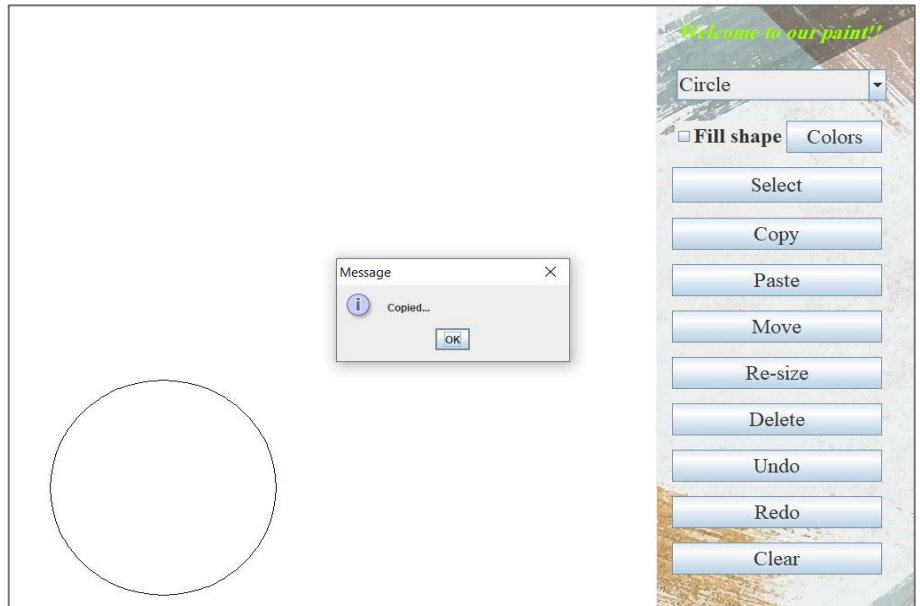 Welcome to our paint!!
Circle
Fill shape Colors
Select
Copy
Message
Paste
i Copied...
Move
OK
Re-size
Delete
Undo
Redo
Clear